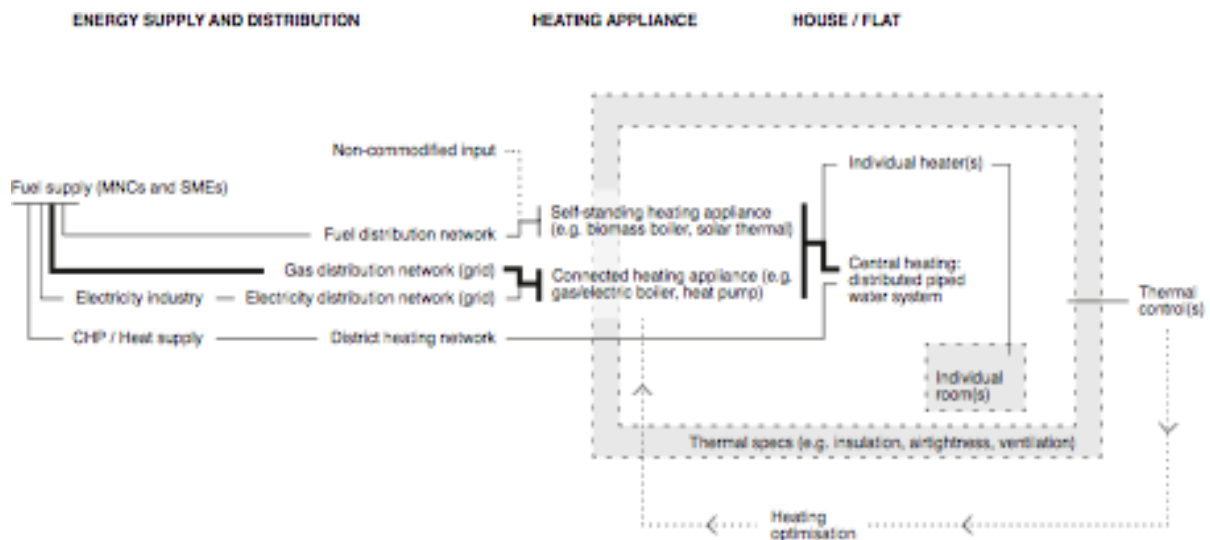 ENERGY SUPPLY AND DISTRIBUTION
HEATING APPLIANCE
HOUSE / FLAT
Non-commodified input
Individual heater(s)
Fuel supply (MNCs and SMEs)
Self-standing heating appliance
(e.g. biomass boiler, solar thermal)
Fuel distribution network
Gas distribution network (grid)
Connected heating appliance (e.g.
gas/electric boiler, heat pump)
Central heating:
distributed piped
water system
Electricity industry
Electricity distribution network (grid)
Thermal
control(s)
CHP / Heat supply
District heating network
Individual
room(s)
Thermal specs (e.g. insulation, airtightness, ventilation)
Heating
optimisation